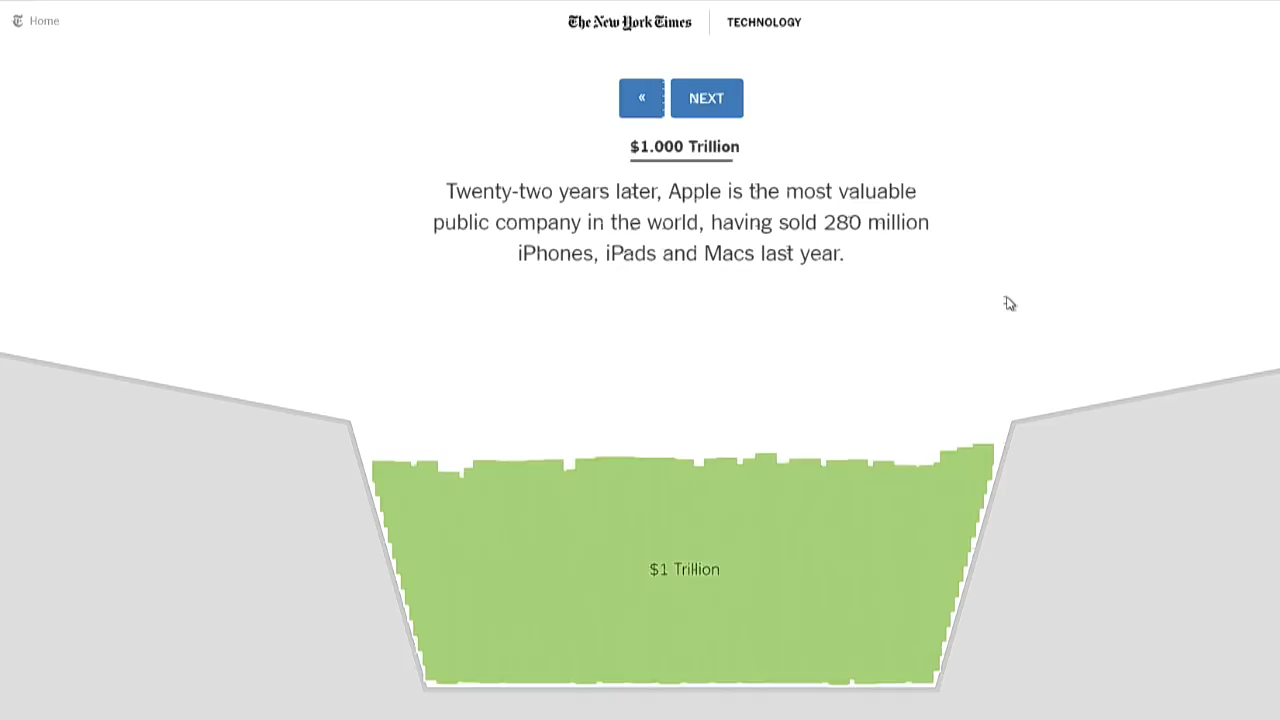 Home
The New York Times
TECHNOLOGY
«
NEXT
$1.000 Trillion
Twenty-two years later, Apple is the most valuable
public company in the world, having sold 280 million
iPhones, iPads and Macs last year.
$1 Trillion